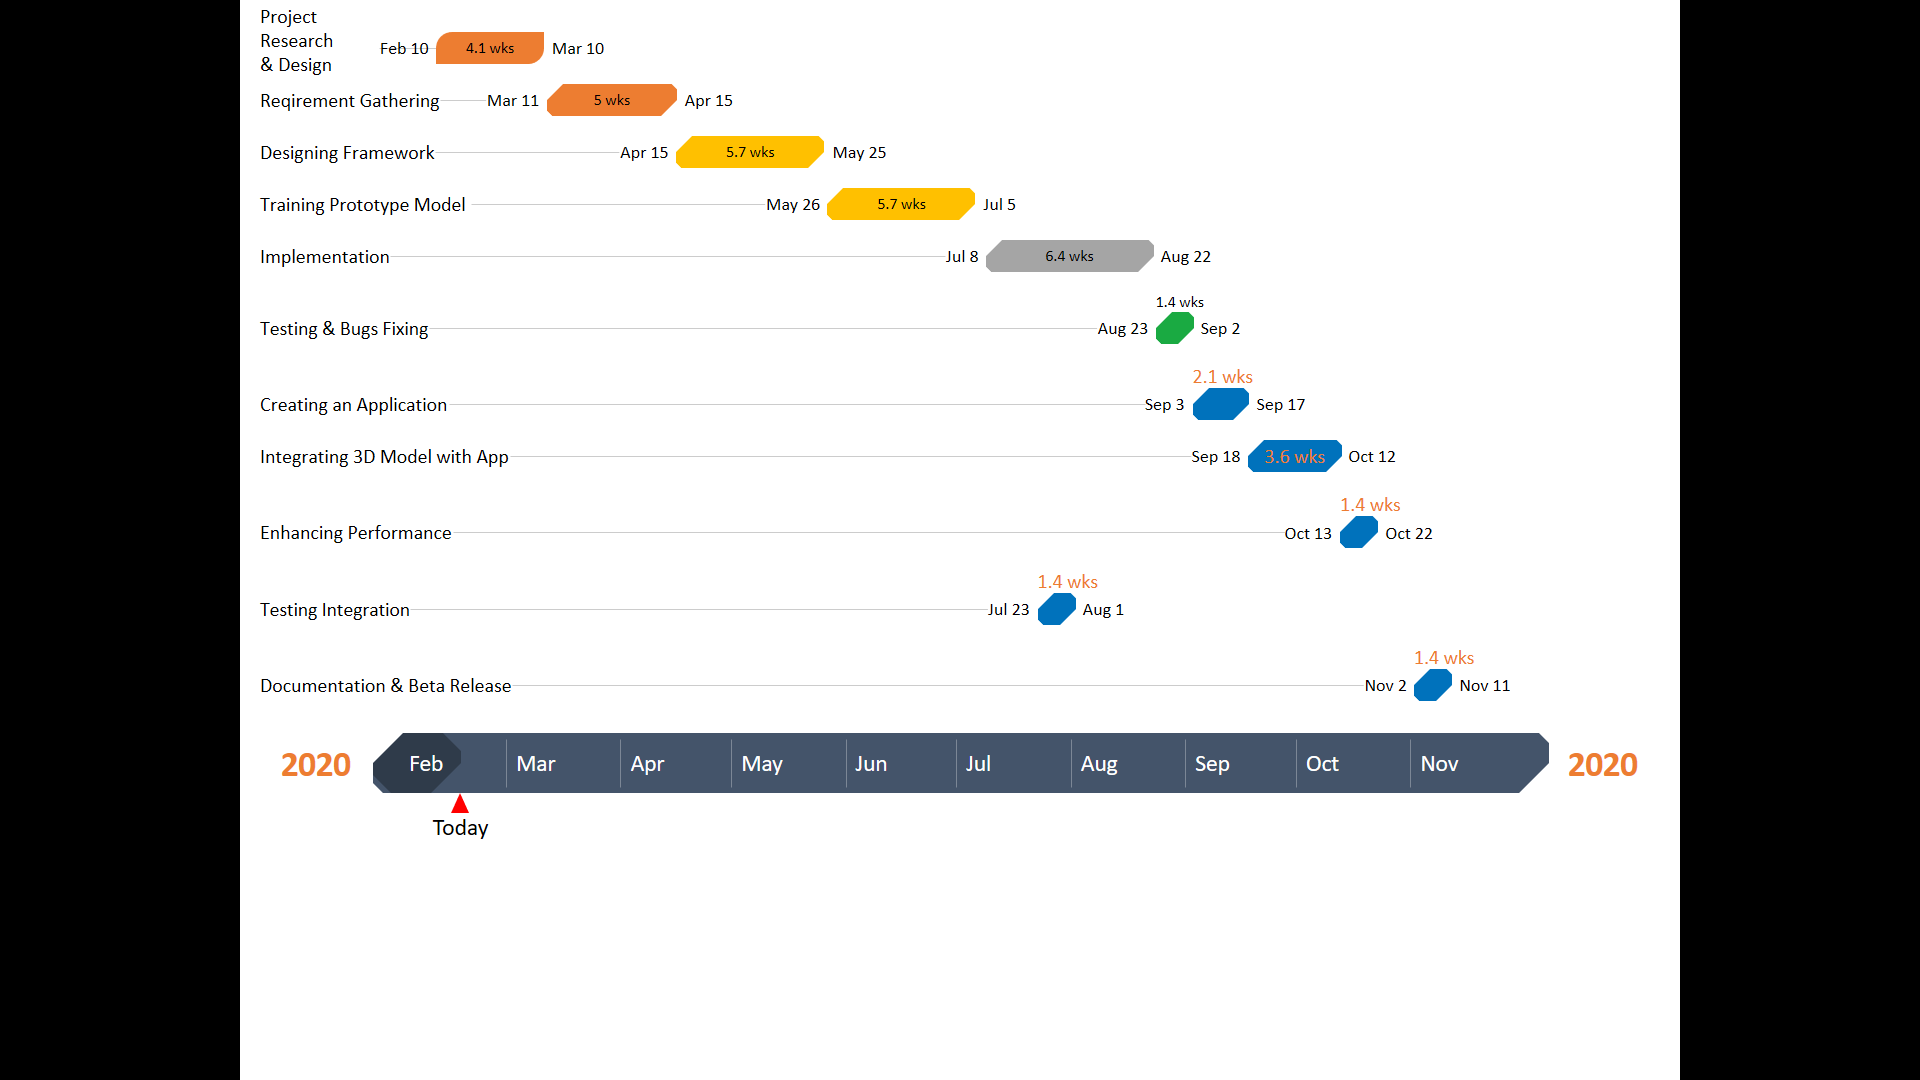 Project
Research
& Design
Feb 10 4.1 wks Mar 10
Reqirement Gathering Mar 11 5 wks Apr 15
Designing Framework Apr 15 5.7 wks May 25
Training Prototype Model May 26 5.7 wks Jul 5
Implementation Jul 8 6.4 wks Aug 22
1.4 wks
Testing & Bugs Fixing Aug 23 Sep 2
2.1 wks
Creating an Application Sep 3 Sep 17
Integrating 3D Model with App Sep 18 3.6 wks Oct 12
1.4 wks
Enhancing Performance Oct 13 Oct 22
1.4 wks
Testing Integration Jul 23 Aug 1
1.4 wks
Documentation & Beta Release Nov 2 Nov 11
2020 Feb Mar Apr May Jun Jul Aug Sep Oct Nov 2020
Today